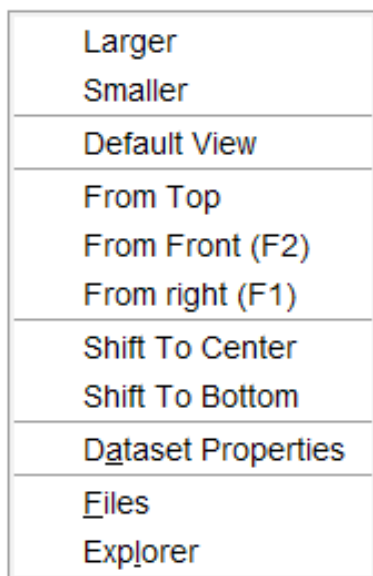 Larger
Smaller
Default View
From Top
From Front (F2)
From right (F1)
Shift To Center
Shift To Bottom
Dataset Properties
Files
Explorer